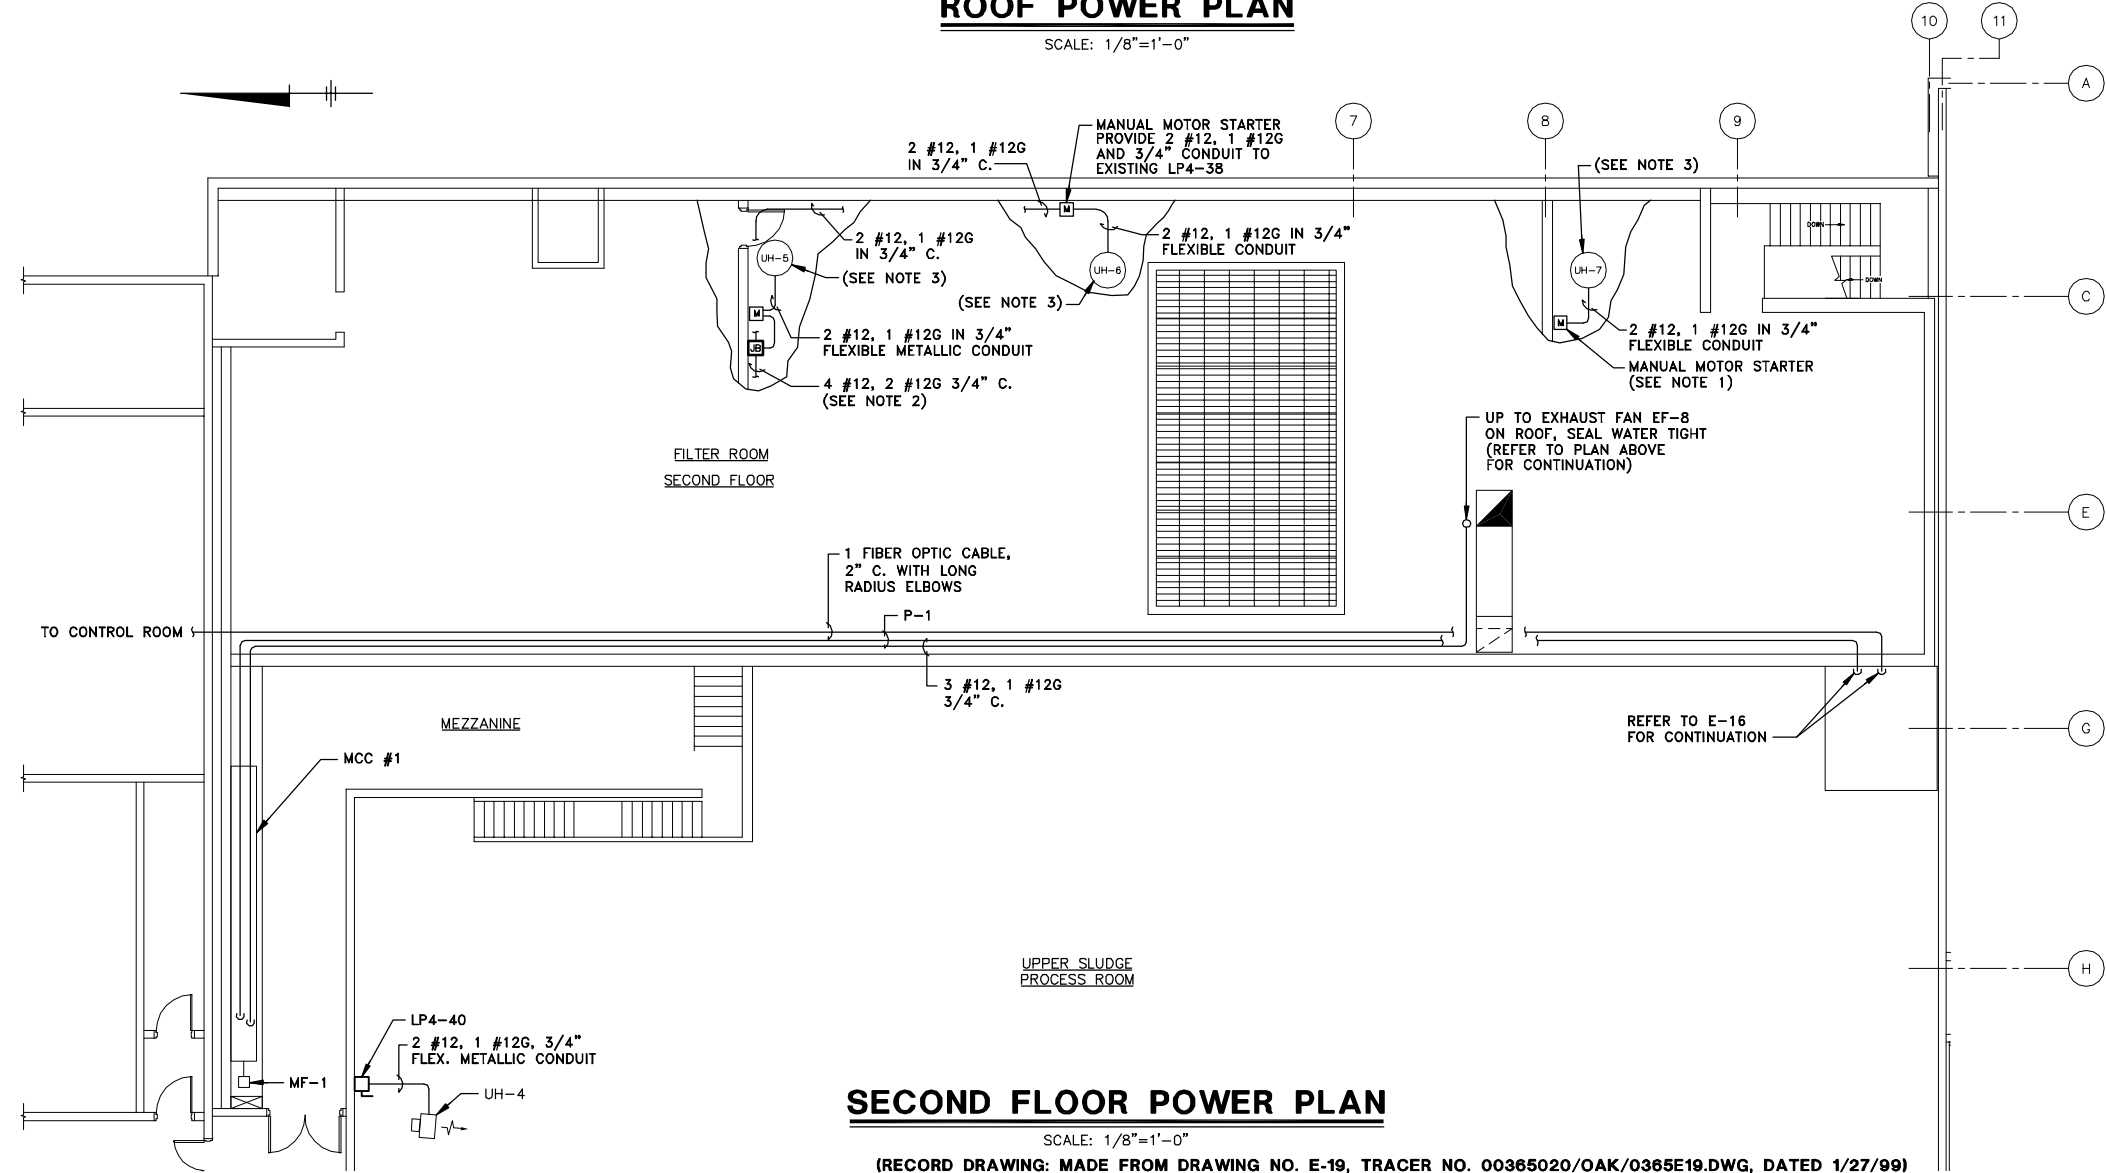 ROOF POWER PLAN
SCALE: 1/8"=1'-0"
10
11
A
7
8
9
MANUAL MOTOR STARTER
PROVIDE 2 #12, 1 #12G
AND 3/4" CONDUIT TO
EXISTING LP4-38
2 #12, 1 #12G
IN 3/4" C.
(SEE NOTE 3)
M
2 #12, 1 #12G
IN 3/4" C.
2 #12, 1 #12G IN 3/4"
FLEXIBLE CONDUIT
DOWN
UH-5
UH-6
UH-7
(SEE NOTE 3)
(SEE NOTE 3)
DOWN
C
M
M
2 #12, 1 #12G IN 3/4"
FLEXIBLE METALLIC CONDUIT
2 #12, 1 #12G IN 3/4"
FLEXIBLE CONDUIT
JB
MANUAL MOTOR STARTER
(SEE NOTE 1)
4 #12, 2 #12G 3/4" C.
(SEE NOTE 2)
UP TO EXHAUST FAN EF-8
ON ROOF, SEAL WATER TIGHT
(REFER TO PLAN ABOVE
FOR CONTINUATION)
FILTER ROOM
SECOND FLOOR
E
1 FIBER OPTIC CABLE,
2" C. WITH LONG
RADIUS ELBOWS
P-1
TO CONTROL ROOM
3 #12, 1 #12G
3/4" C.
MEZZANINE
REFER TO E-16
FOR CONTINUATION
G
MCC #1
UPPER SLUDGE
PROCESS ROOM
H
LP4-40
2 #12, 1 #12G, 3/4"
FLEX. METALLIC CONDUIT
MF-1
UH-4
SECOND FLOOR POWER PLAN
SCALE: 1/8"=1'-0"
(RECORD DRAWING: MADE FROM DRAWING NO. E-19, TRACER NO. 00365020/OAK/0365E19.DWG, DATED 1/27/99)